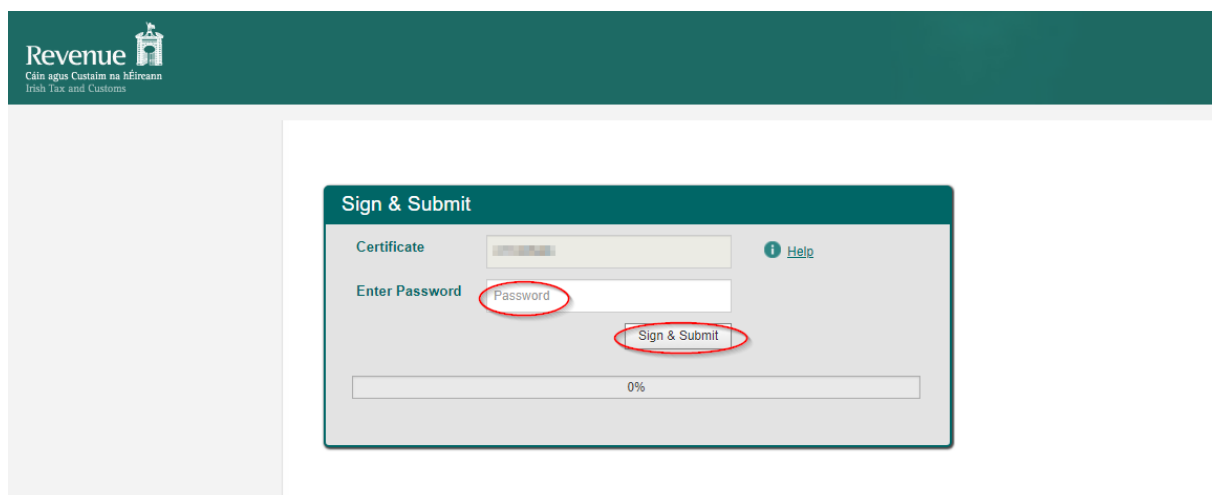 Revenue
Cáin agus Custaim na hÉireann
Irish Tax and Customs
Sign & Submit
Certificate
Help
Enter Password
Password
Sign & Submit
0%